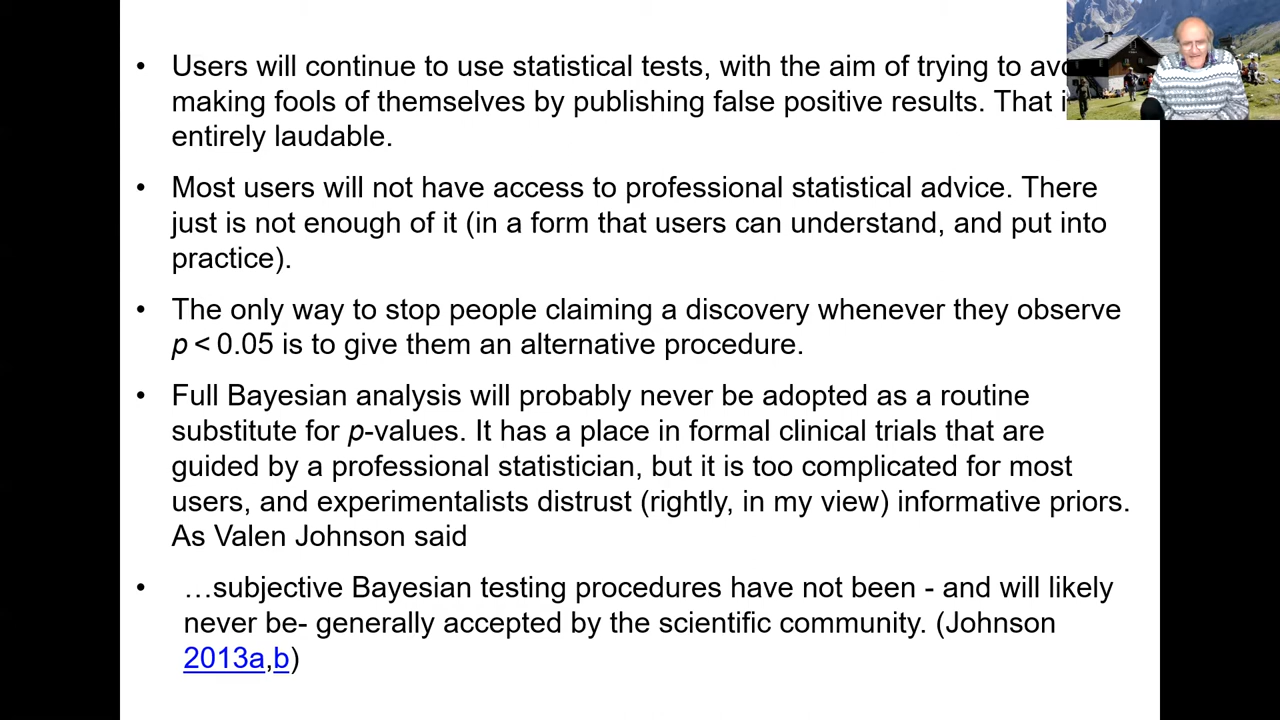 • Users will continue to use statistical tests, with the aim of trying to
making fools of themselves by publishing false positive results. That
entirely laudable.
• Most users will not have access to professional statistical advice. There
just is not enough of it (in a form that users can understand, and put into
practice).
• The only way to stop people claiming a discovery whenever they observe
p < 0.05 is to give them an alternative procedure.
• Full Bayesian analysis will probably never be adopted as a routine
substitute for p-values. It has a place in formal clinical trials that are
guided by a professional statistician, but it is too complicated for most
users, and experimentalists distrust (rightly, in my view) informative priors.
As Valen Johnson said
• …subjective Bayesian testing procedures have not been - and will likely
never be- generally accepted by the scientific community. (Johnson
2013a,b)